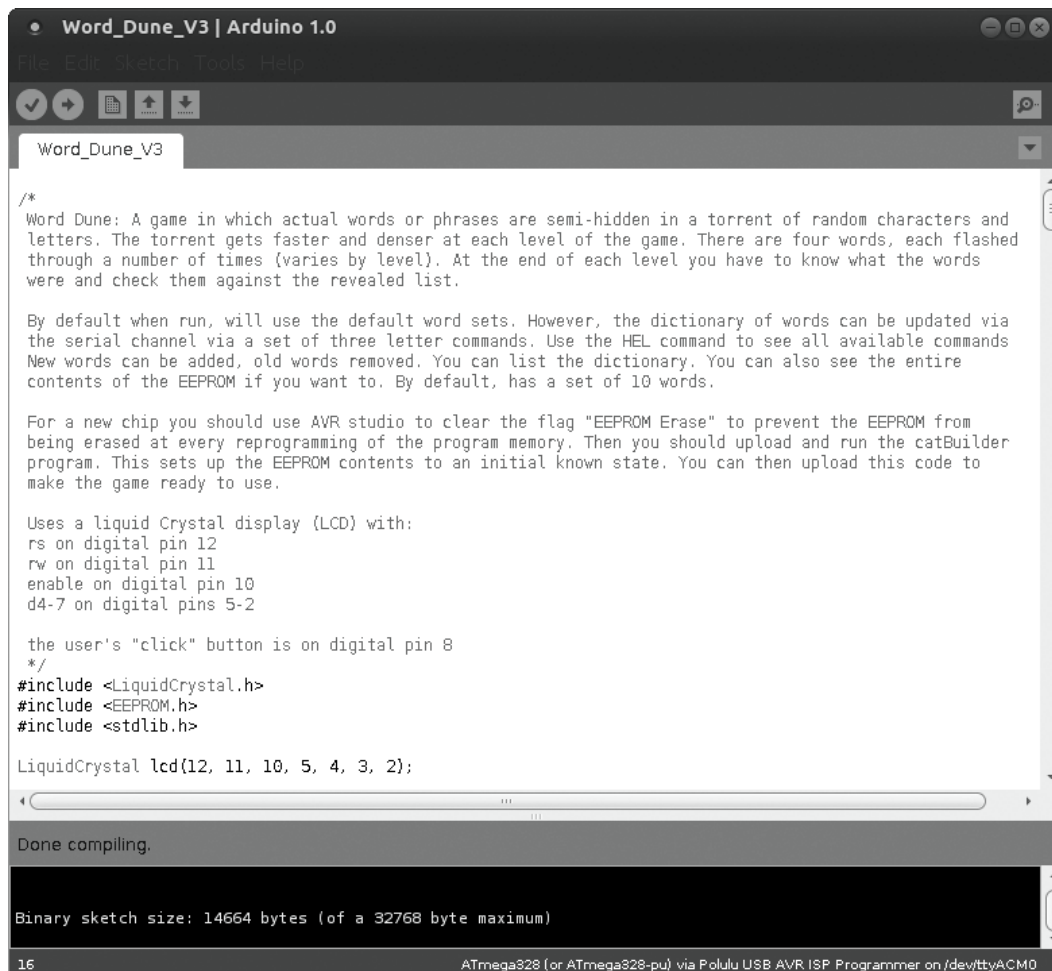 Word_Dune_V3 | Arduino 1.0
File Edit Sketch Tools Help
Word_Dune_V3
/*
Word Dune: A game in which actual words or phrases are semi-hidden in a torrent of random characters and
letters. The torrent gets faster and denser at each level of the game. There are four words, each flashed
through a number of times (varies by level). At the end of each level you have to know what the words
were and check them against the revealed list.
By default when run, will use the default word sets. However, the dictionary of words can be updated via
the serial channel via a set of three letter commands. Use the HEL command to see all available commands
New words can be added, old words removed. You can list the dictionary. You can also see the entire
contents of the EEPROM if you want to. By default, has a set of 10 words.
For a new chip you should use AVR studio to clear the flag "EEPROM Erase" to prevent the EEPROM from
being erased at every reprogramming of the program memory. Then you should upload and run the catBuilder
program. This sets up the EEPROM contents to an initial known state. You can then upload this code to
make the game ready to use.
Uses a liquid Crystal display (LCD) with:
rs on digital pin 12
rw on digital pin 11
enable on digital pin 10
d4-7 on digital pins 5-2
the user's "click" button is on digital pin 8
*/
#include <LiquidCrystal.h>
#include <EEPROM.h>
#include <stdlib.h>
LiquidCrystal lcd(12, 11, 10, 5, 4, 3, 2);
Done compiling.
Binary sketch size: 14664 bytes (of a 32768 byte maximum)
16 ATmega328 (or ATmega328-pu) via Polulu USB AVR ISP Programmer on /dev/ttyACM0